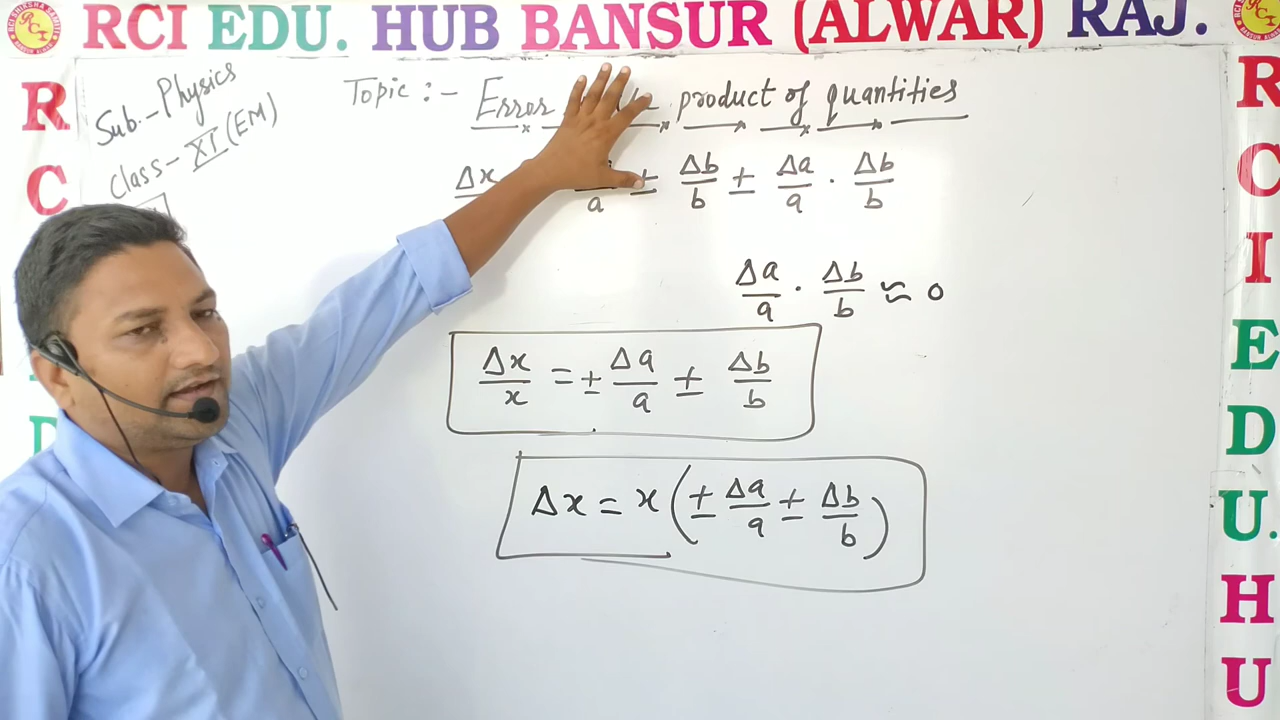 RCI EDU. HUB BANSUR (ALWAR) RAJ.
Sub.- Physics
Class- XI (EM)
Topic :- Error product of quantities
Δx a ± Δb/b ± Δa/a · Δb/b
Δa/a · Δb/b ≈ 0
Δx/x = ± Δa/a ± Δb/b
Δx = x (± Δa/a ± Δb/b)
R
C
R
C
I
E
D
U.
H
U